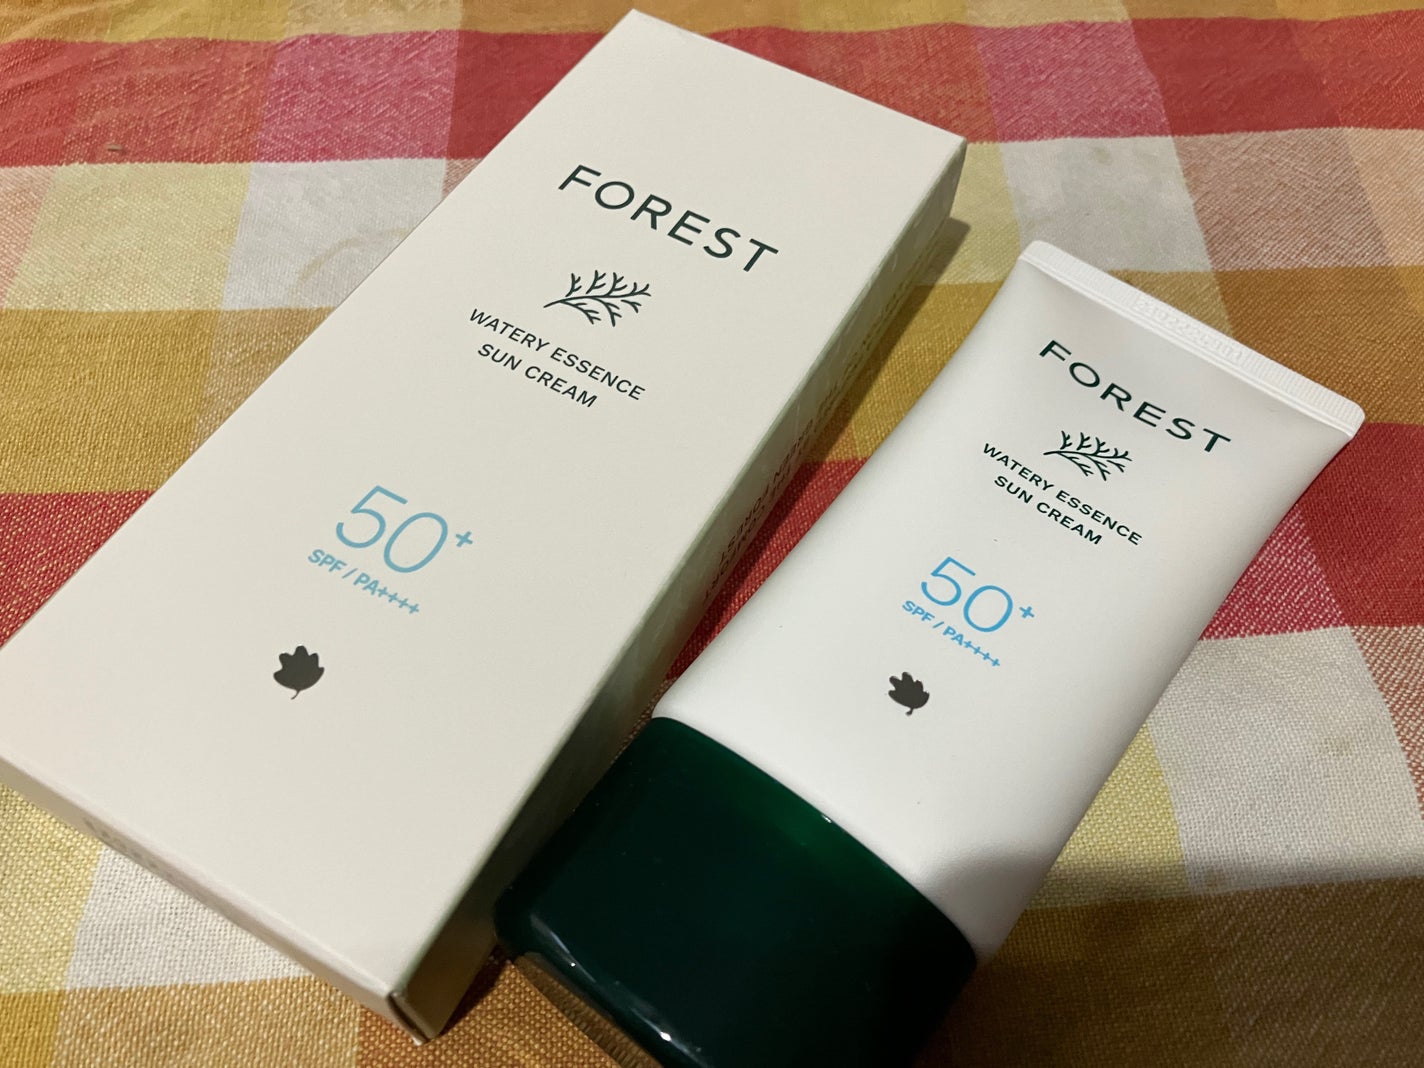 FOREST
WATERY ESSENCE
SUN CREAM
50+
SPF / PA++++
FOREST
WATERY ESSENCE
SUN CREAM
50+
SPF / PA++++